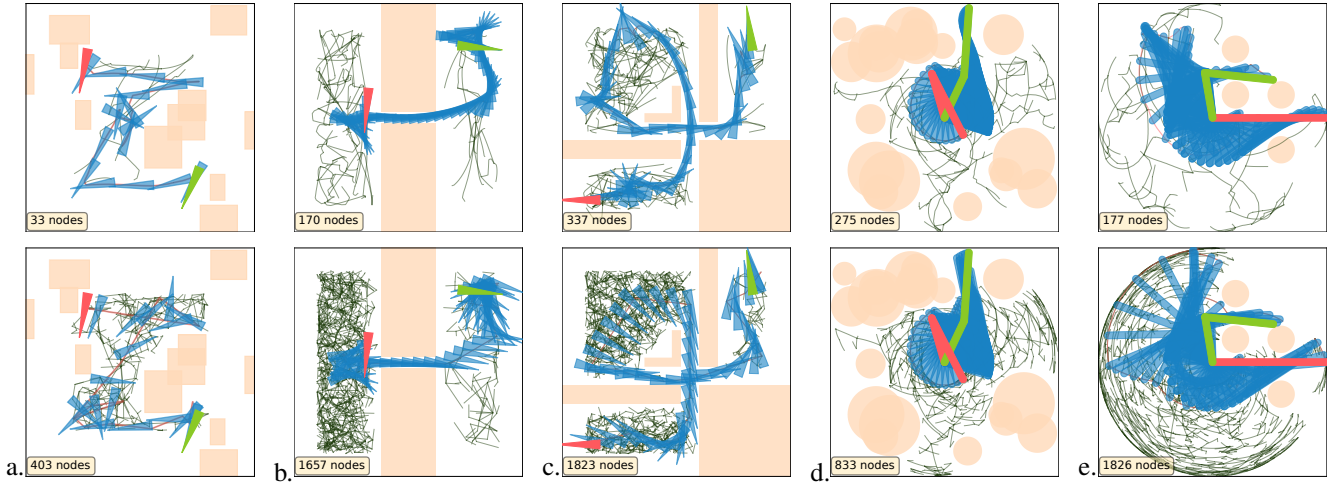 33 nodes
170 nodes
337 nodes
275 nodes
177 nodes
a. 403 nodes
b. 1657 nodes
c. 1823 nodes
d. 833 nodes
e. 1826 nodes